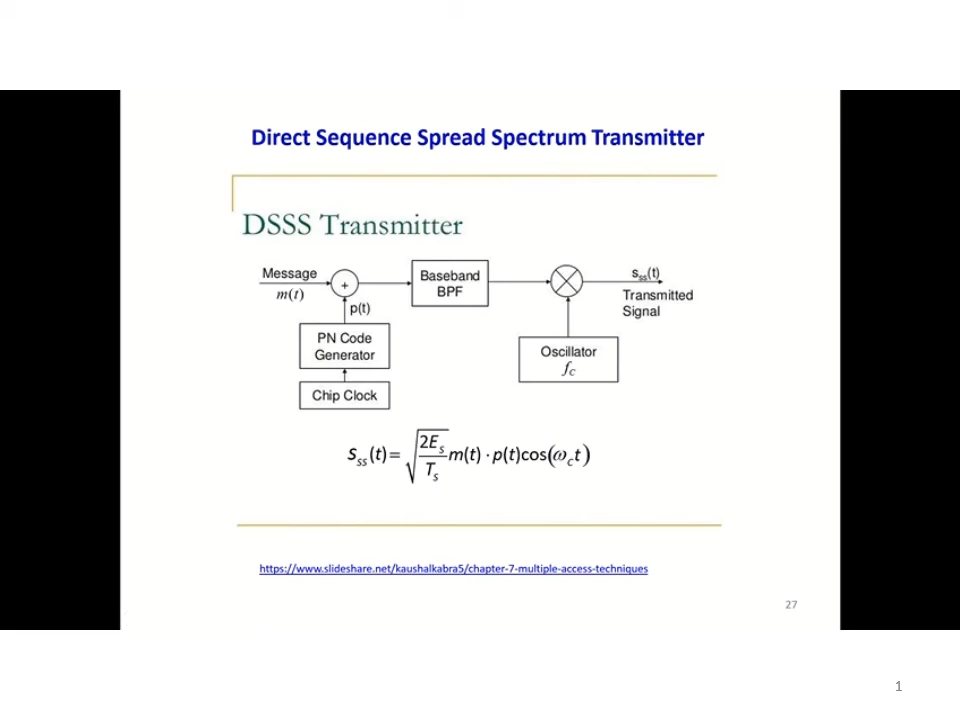 Direct Sequence Spread Spectrum Transmitter
DSSS Transmitter
Message
m(t)
+
p(t)
PN Code
Generator
Chip Clock
Baseband
BPF
Oscillator
f_C
s_ss(t)
Transmitted
Signal
s_ss(t) = √(2E_s/T_s) m(t) · p(t)cos(ω_c t)
https://www.slideshare.net/kaushalkabra5/chapter-7-multiple-access-techniques
27
1